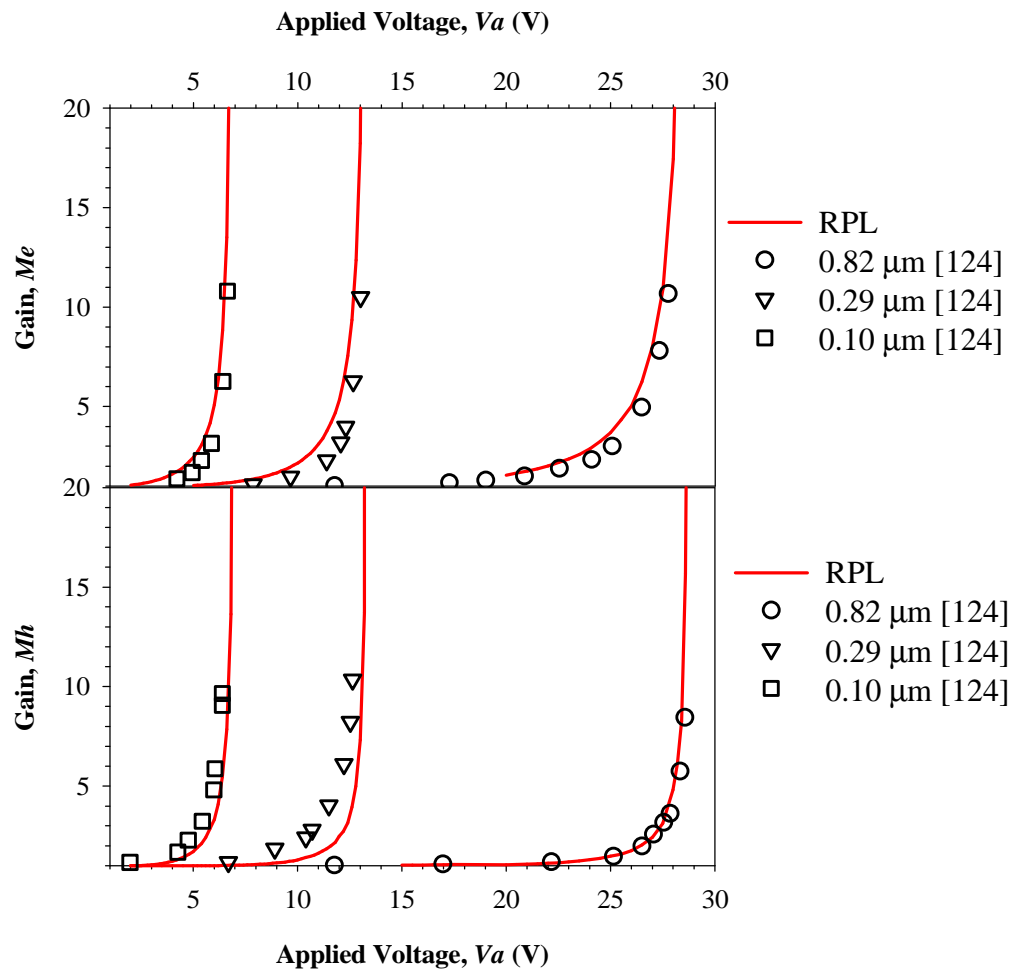 Applied Voltage, Va (V)
5 10 15 20 25 30
20
15
10
5
Gain, Me
RPL
0.82 μm [124]
0.29 μm [124]
0.10 μm [124]
20
15
10
5
Gain, Mh
RPL
0.82 μm [124]
0.29 μm [124]
0.10 μm [124]
5 10 15 20 25 30
Applied Voltage, Va (V)